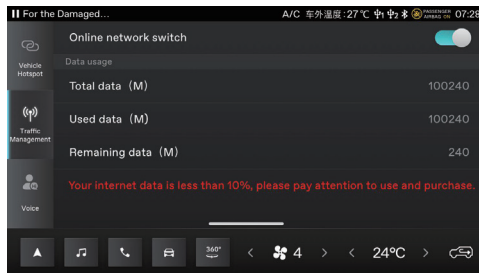 For the Damaged... A/C 车外温度:27℃ 1 2 PASSENGER AIRBAG ON 07:28
Online network switch
Vehicle Hotspot
Data usage
Total data（M） 100240
Used data（M） 100240
Traffic Management
Remaining data（M） 240
Your internet data is less than 10%, please pay attention to use and purchase.
Voice
360° < 4 > < 24℃ >